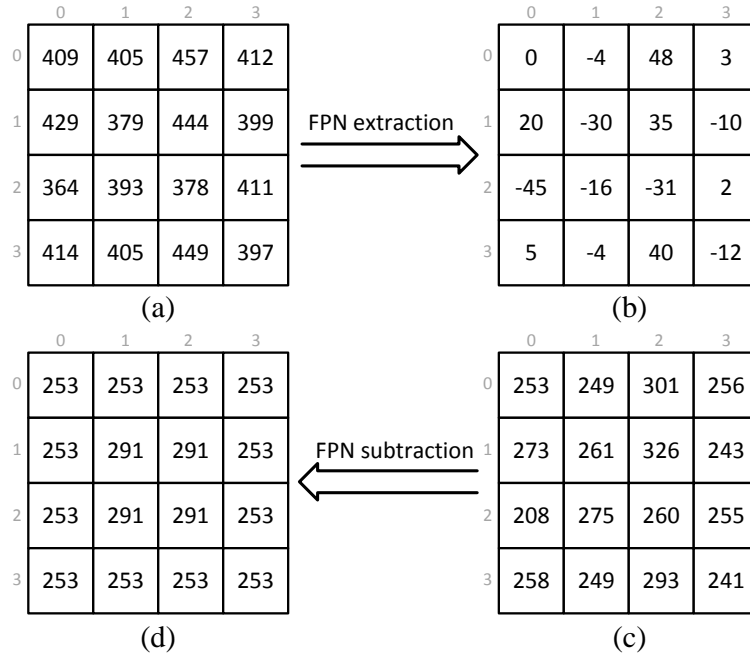 0 1 2 3
0 409 405 457 412
1 429 379 444 399
2 364 393 378 411
3 414 405 449 397
(a)
FPN extraction
0 1 2 3
0 0 -4 48 3
1 20 -30 35 -10
2 -45 -16 -31 2
3 5 -4 40 -12
(b)
0 1 2 3
0 253 253 253 253
1 253 291 291 253
2 253 291 291 253
3 253 253 253 253
(d)
FPN subtraction
0 1 2 3
0 253 249 301 256
1 273 261 326 243
2 208 275 260 255
3 258 249 293 241
(c)